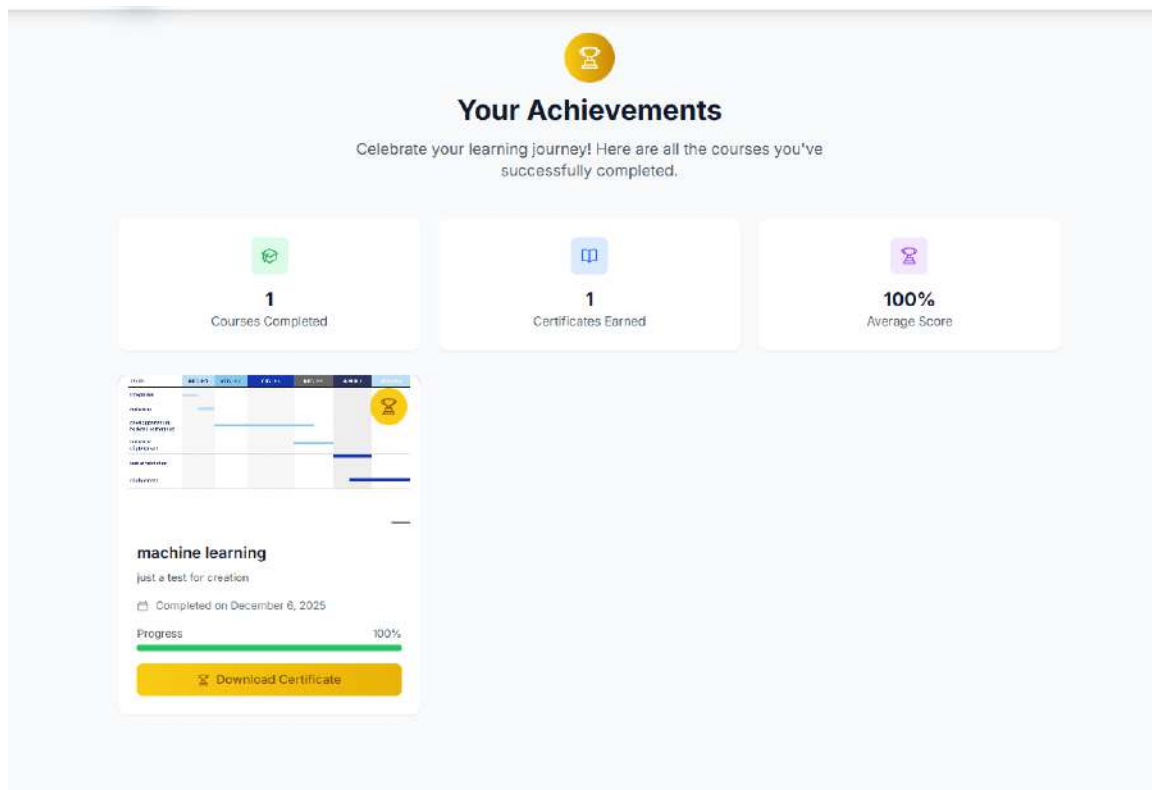 Your Achievements
Celebrate your learning journey! Here are all the courses you've
successfully completed.
1
Courses Completed
1
Certificates Earned
100%
Average Score
machine learning
just a test for creation
Completed on December 6, 2025
Progress 100%
Download Certificate